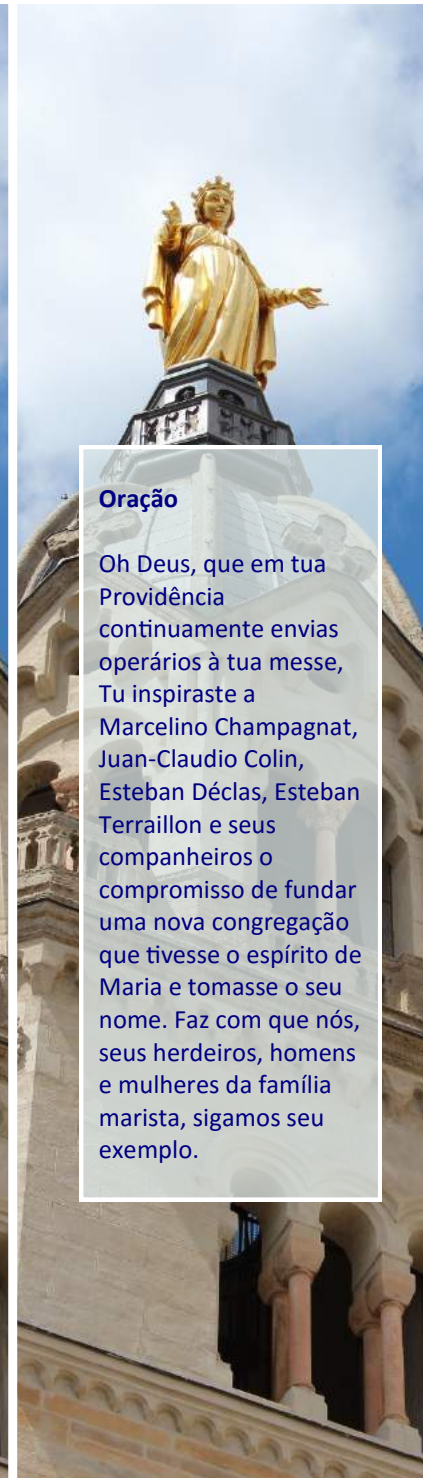 Oração
Oh Deus, que em tua
Providência
continuamente envias
operários à tua messe,
Tu inspiraste a
Marcelino Champagnat,
Juan-Claudio Colin,
Esteban Déclas, Esteban
Terraillon e seus
companheiros o
compromisso de fundar
uma nova congregação
que tivesse o espírito de
Maria e tomasse o seu
nome. Faz com que nós,
seus herdeiros, homens
e mulheres da família
marista, sigamos seu
exemplo.